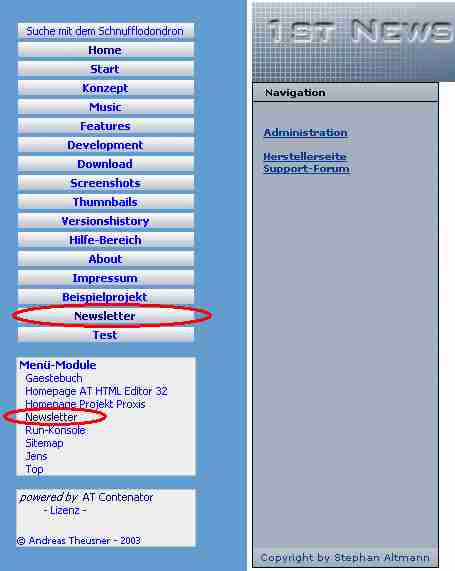 Suche mit dem Schnufflodondron
Home
Start
Konzept
Music
Features
Development
Download
Screenshots
Thumnbails
Versionshistory
Hilfe-Bereich
About
Impressum
Beispielprojekt
Newsletter
Test
Menü-Module
Gaestebuch
Homepage AT HTML Editor 32
Homepage Projekt Proxis
Newsletter
Run-Konsole
Sitemap
Jens
Top
powered by AT Contenator
- Lizenz -
© Andreas Theusner - 2003
1st News
Navigation
Administration
Herstellerseite
Support-Forum
Copyright by Stephan Altmann